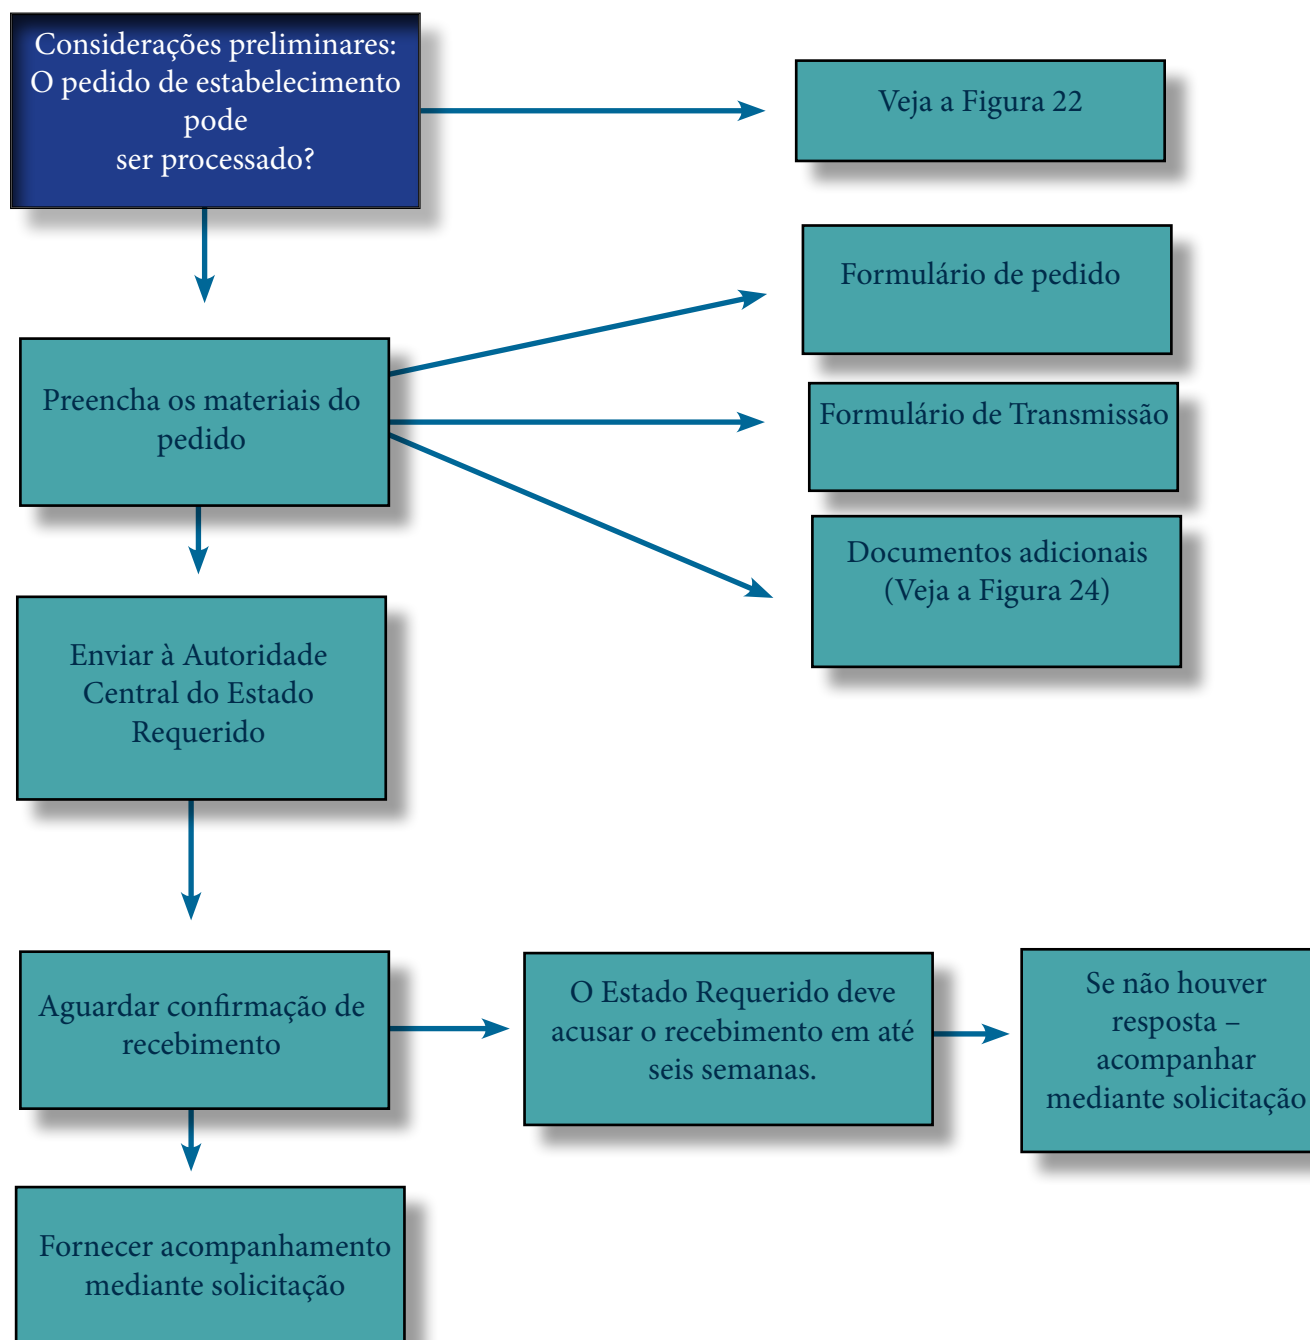 Considerações preliminares:
O pedido de estabelecimento
pode
ser processado?
Veja a Figura 22
Preencha os materiais do
pedido
Formulário de pedido
Formulário de Transmissão
Documentos adicionais
(Veja a Figura 24)
Enviar à Autoridade
Central do Estado
Requerido
Aguardar confirmação de
recebimento
O Estado Requerido deve
acusar o recebimento em até
seis semanas.
Se não houver
resposta –
acompanhar
mediante solicitação
Fornecer acompanhamento
mediante solicitação